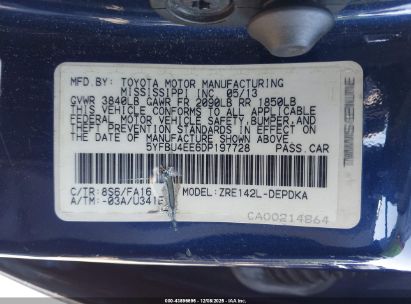 MFD.BY: TOYOTA MOTOR MANUFACTURING
MISSISSIPPI INC. 05/13
GVWR 3840LB GAWR FR 2090LB RR 1850LB
THIS VEHICLE CONFORMS TO ALL APPLICABLE
FEDERAL MOTOR VEHICLE SAFETY, BUMPER, AND
THEFT PREVENTION STANDARDS IN EFFECT ON
THE DATE OF MANUFACTURE SHOWN ABOVE.
5YFBU4EE6DP197728 PASS.CAR
C/TR: 8S6/FA16 MODEL: ZRE142L-DEPDKA
A/TM: -03A/U341E
CA00214864